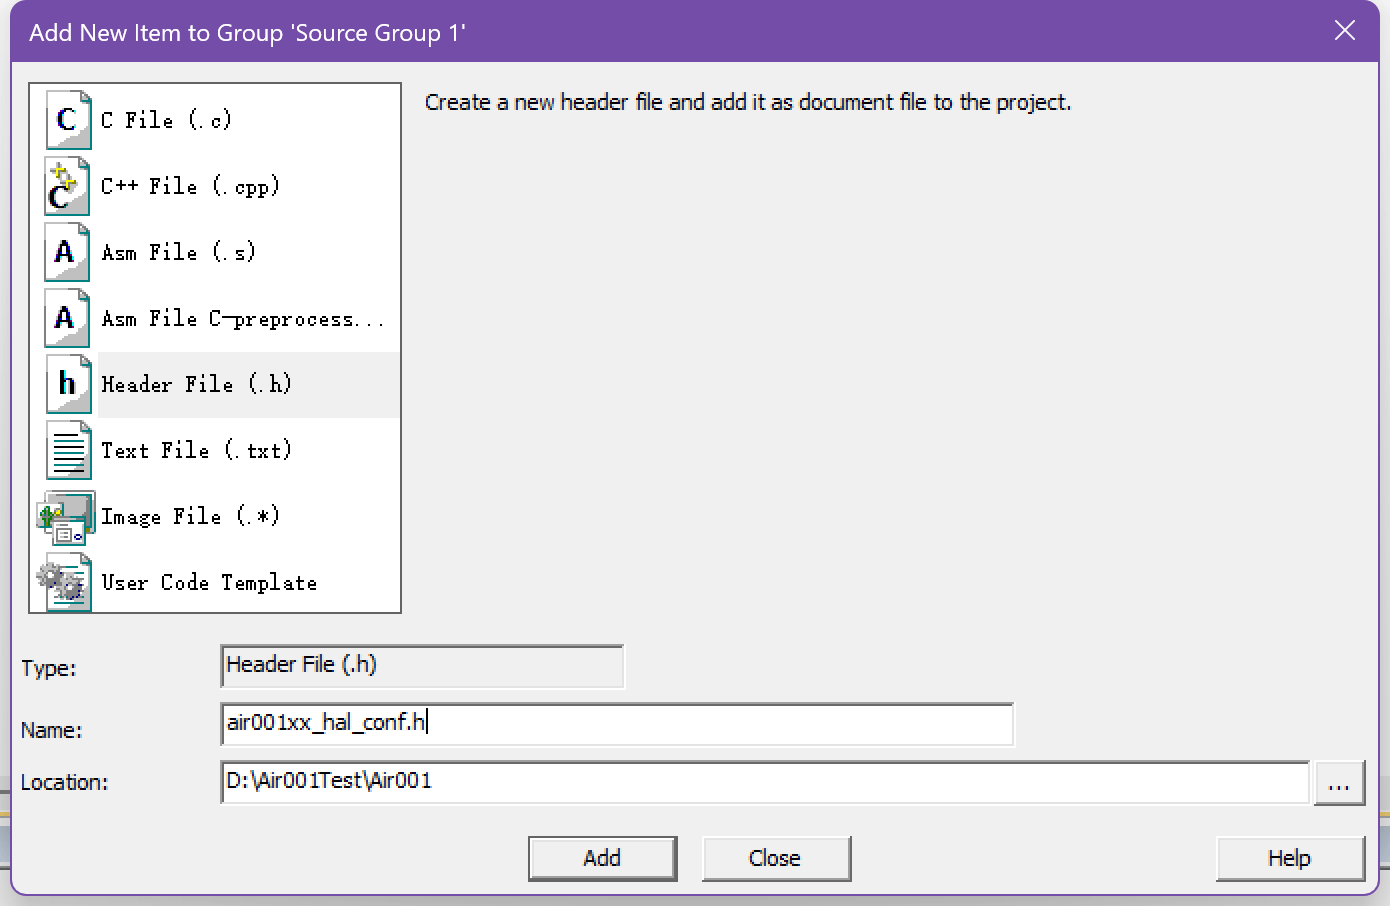 Add New Item to Group 'Source Group 1'
C
C File (.c)
C
C++ File (.cpp)
A
Asm File (.s)
A
Asm File C-preprocess...
h
Header File (.h)
Text File (.txt)
Image File (.*)
User Code Template
Create a new header file and add it as document file to the project.
Type:
Header File (.h)
Name:
air001xx_hal_conf.h
Location:
D:\Air001Test\Air001
...
Add
Close
Help